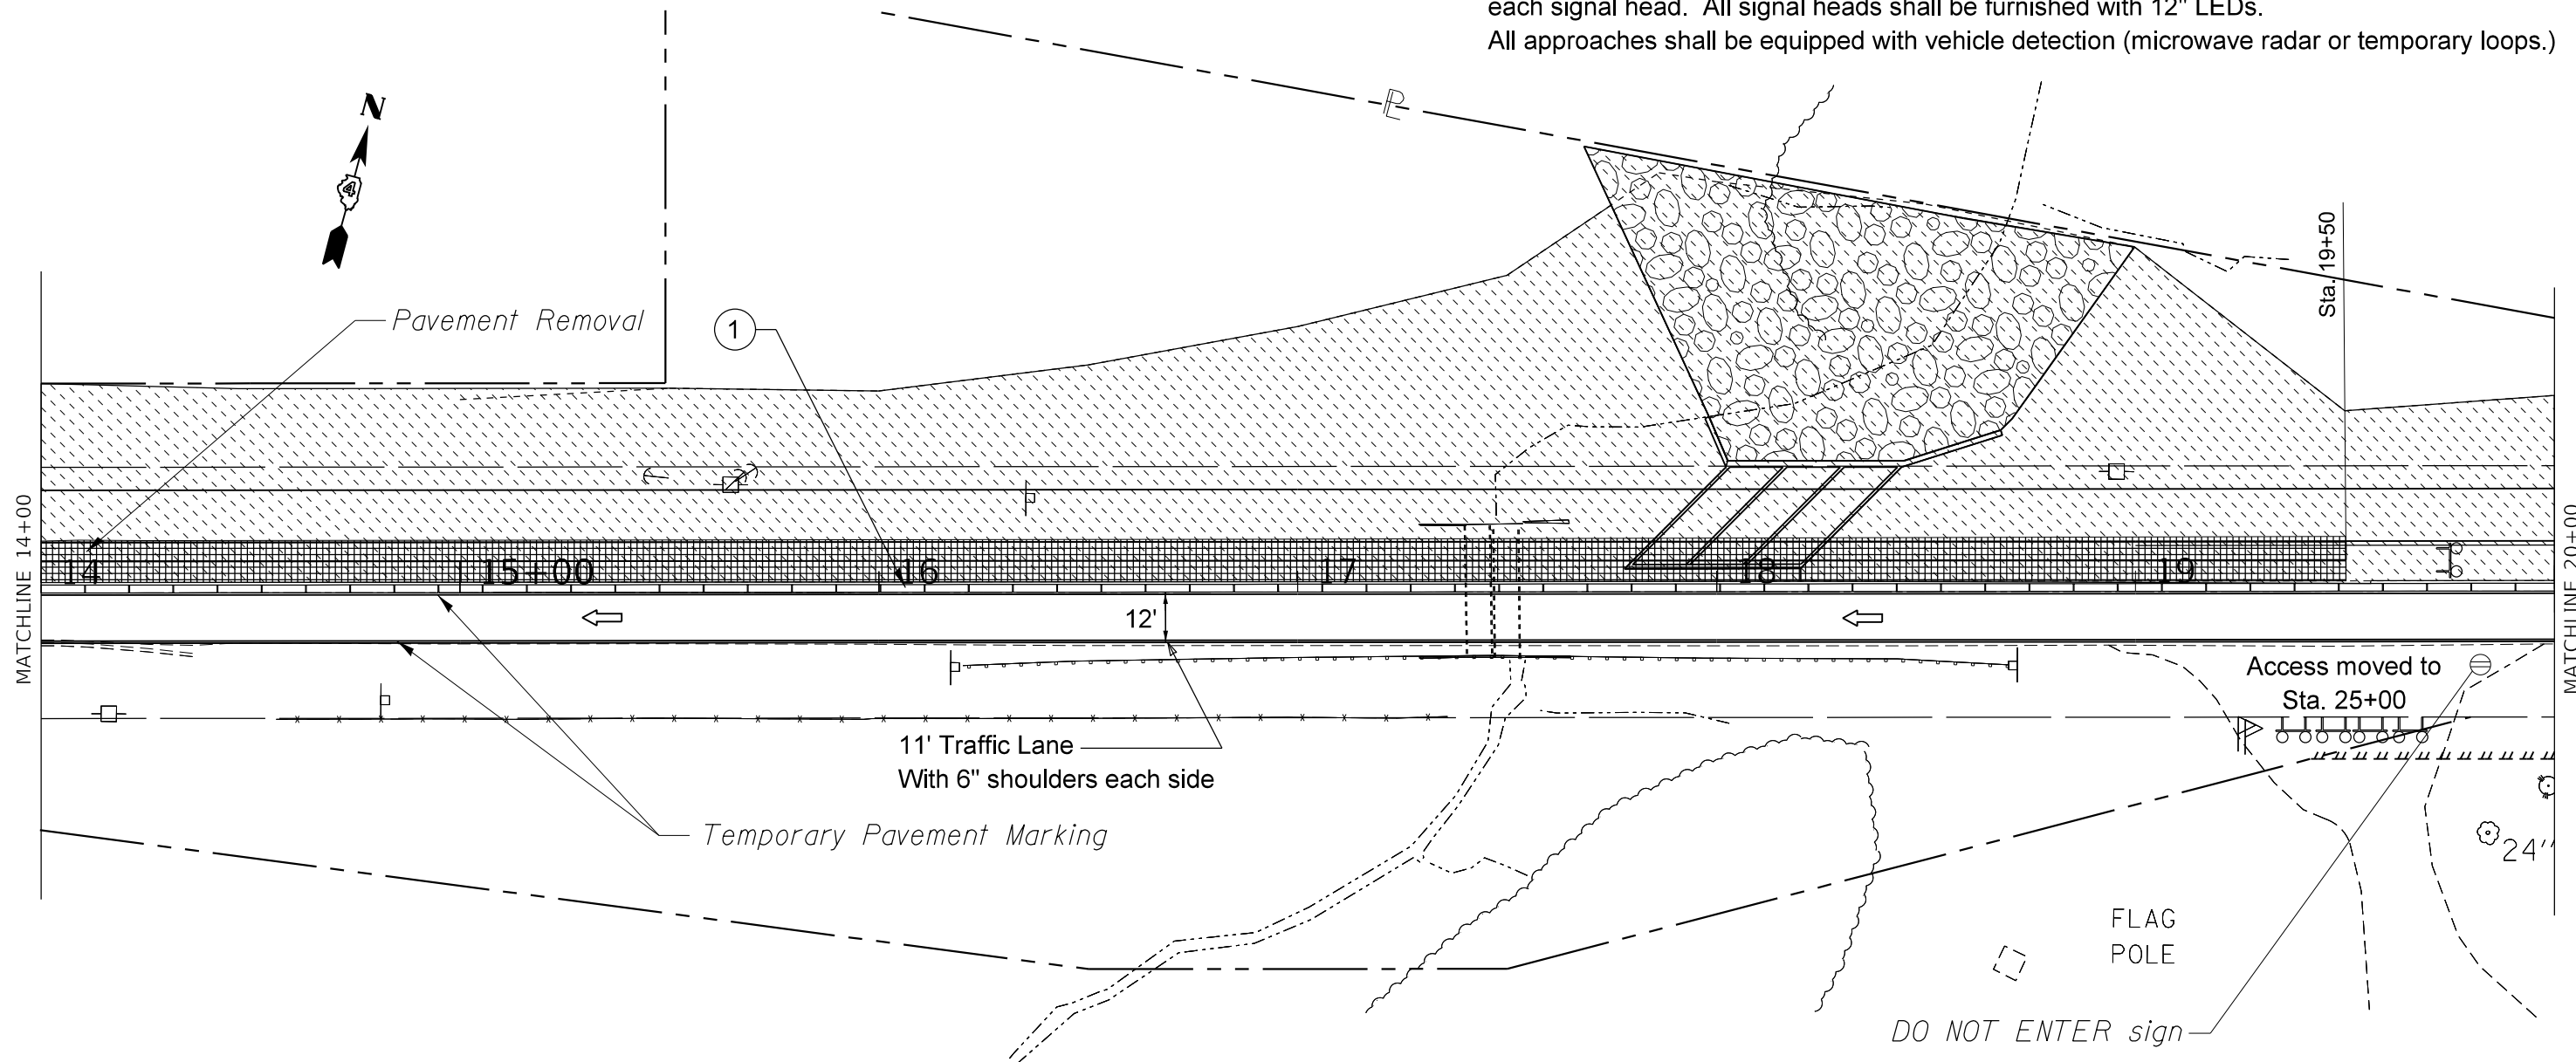 each signal head. All signal heads shall be furnished with 12" LEDs.
All approaches shall be equipped with vehicle detection (microwave radar or temporary loops.)
N
4
PL
Sta. 19+50
Pavement Removal
1
MATCHLINE 14+00
14
15+00
16
17
18
19
MATCHLINE 20+00
12'
Access moved to
Sta. 25+00
11' Traffic Lane
With 6" shoulders each side
Temporary Pavement Marking
24"
FLAG
POLE
DO NOT ENTER sign